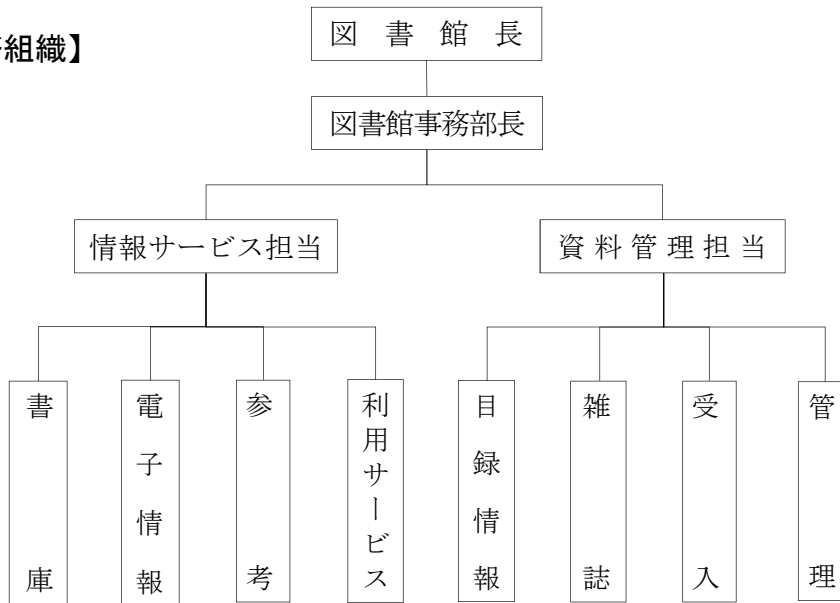 組織】
図書館長
図書館事務部長
情報サービス担当
資料管理担当
書庫
電子情報
参考
利用サービス
目録情報
雑誌
受入
管理